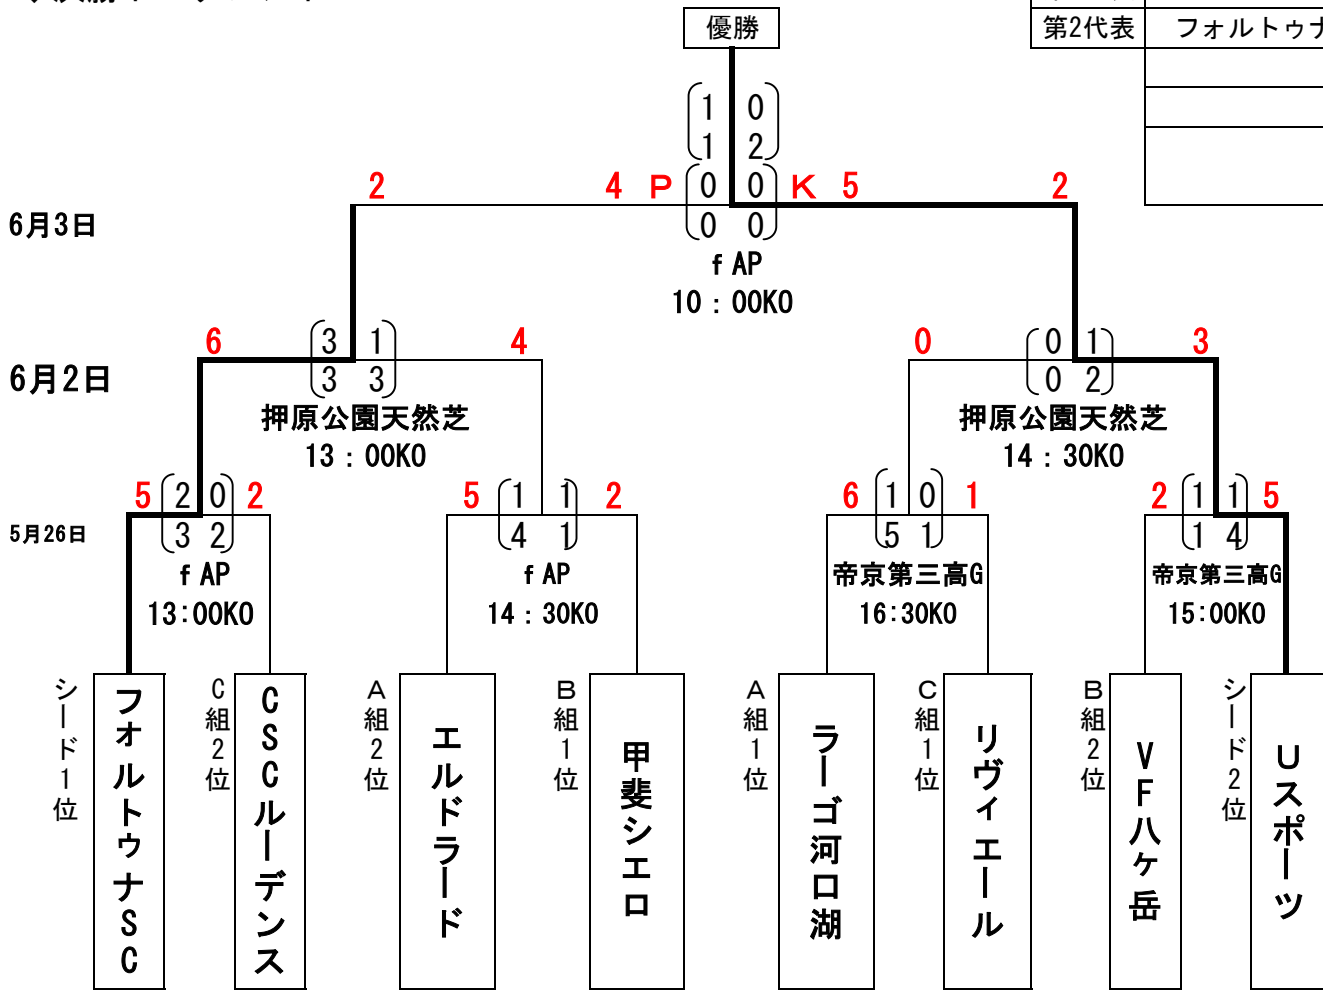 優勝
第2代表 フォルトゥナ
1 0
1 2
2 4 P 0 0 K 5 2
6月3日
0 0
f AP
10：00KO
6 3 1 4 0 0 1 3
6月2日
3 3 0 2
押原公園天然芝 押原公園天然芝
13：00KO 14：30KO
5 2 0 2 5 1 1 2 6 1 0 1 2 1 1 5
5月26日
3 2 4 1 5 1 1 4
f AP f AP 帝京第三高G 帝京第三高G
13:00KO 14：30KO 16:30KO 15:00KO
シード1位
フォルトゥナSC
C組2位
CSCルーデンス
A組2位
エルドラード
B組1位
甲斐シエロ
A組1位
ラーゴ河口湖
C組1位
リヴィエール
B組2位
VF八ケ岳
シード2位
Uスポーツ